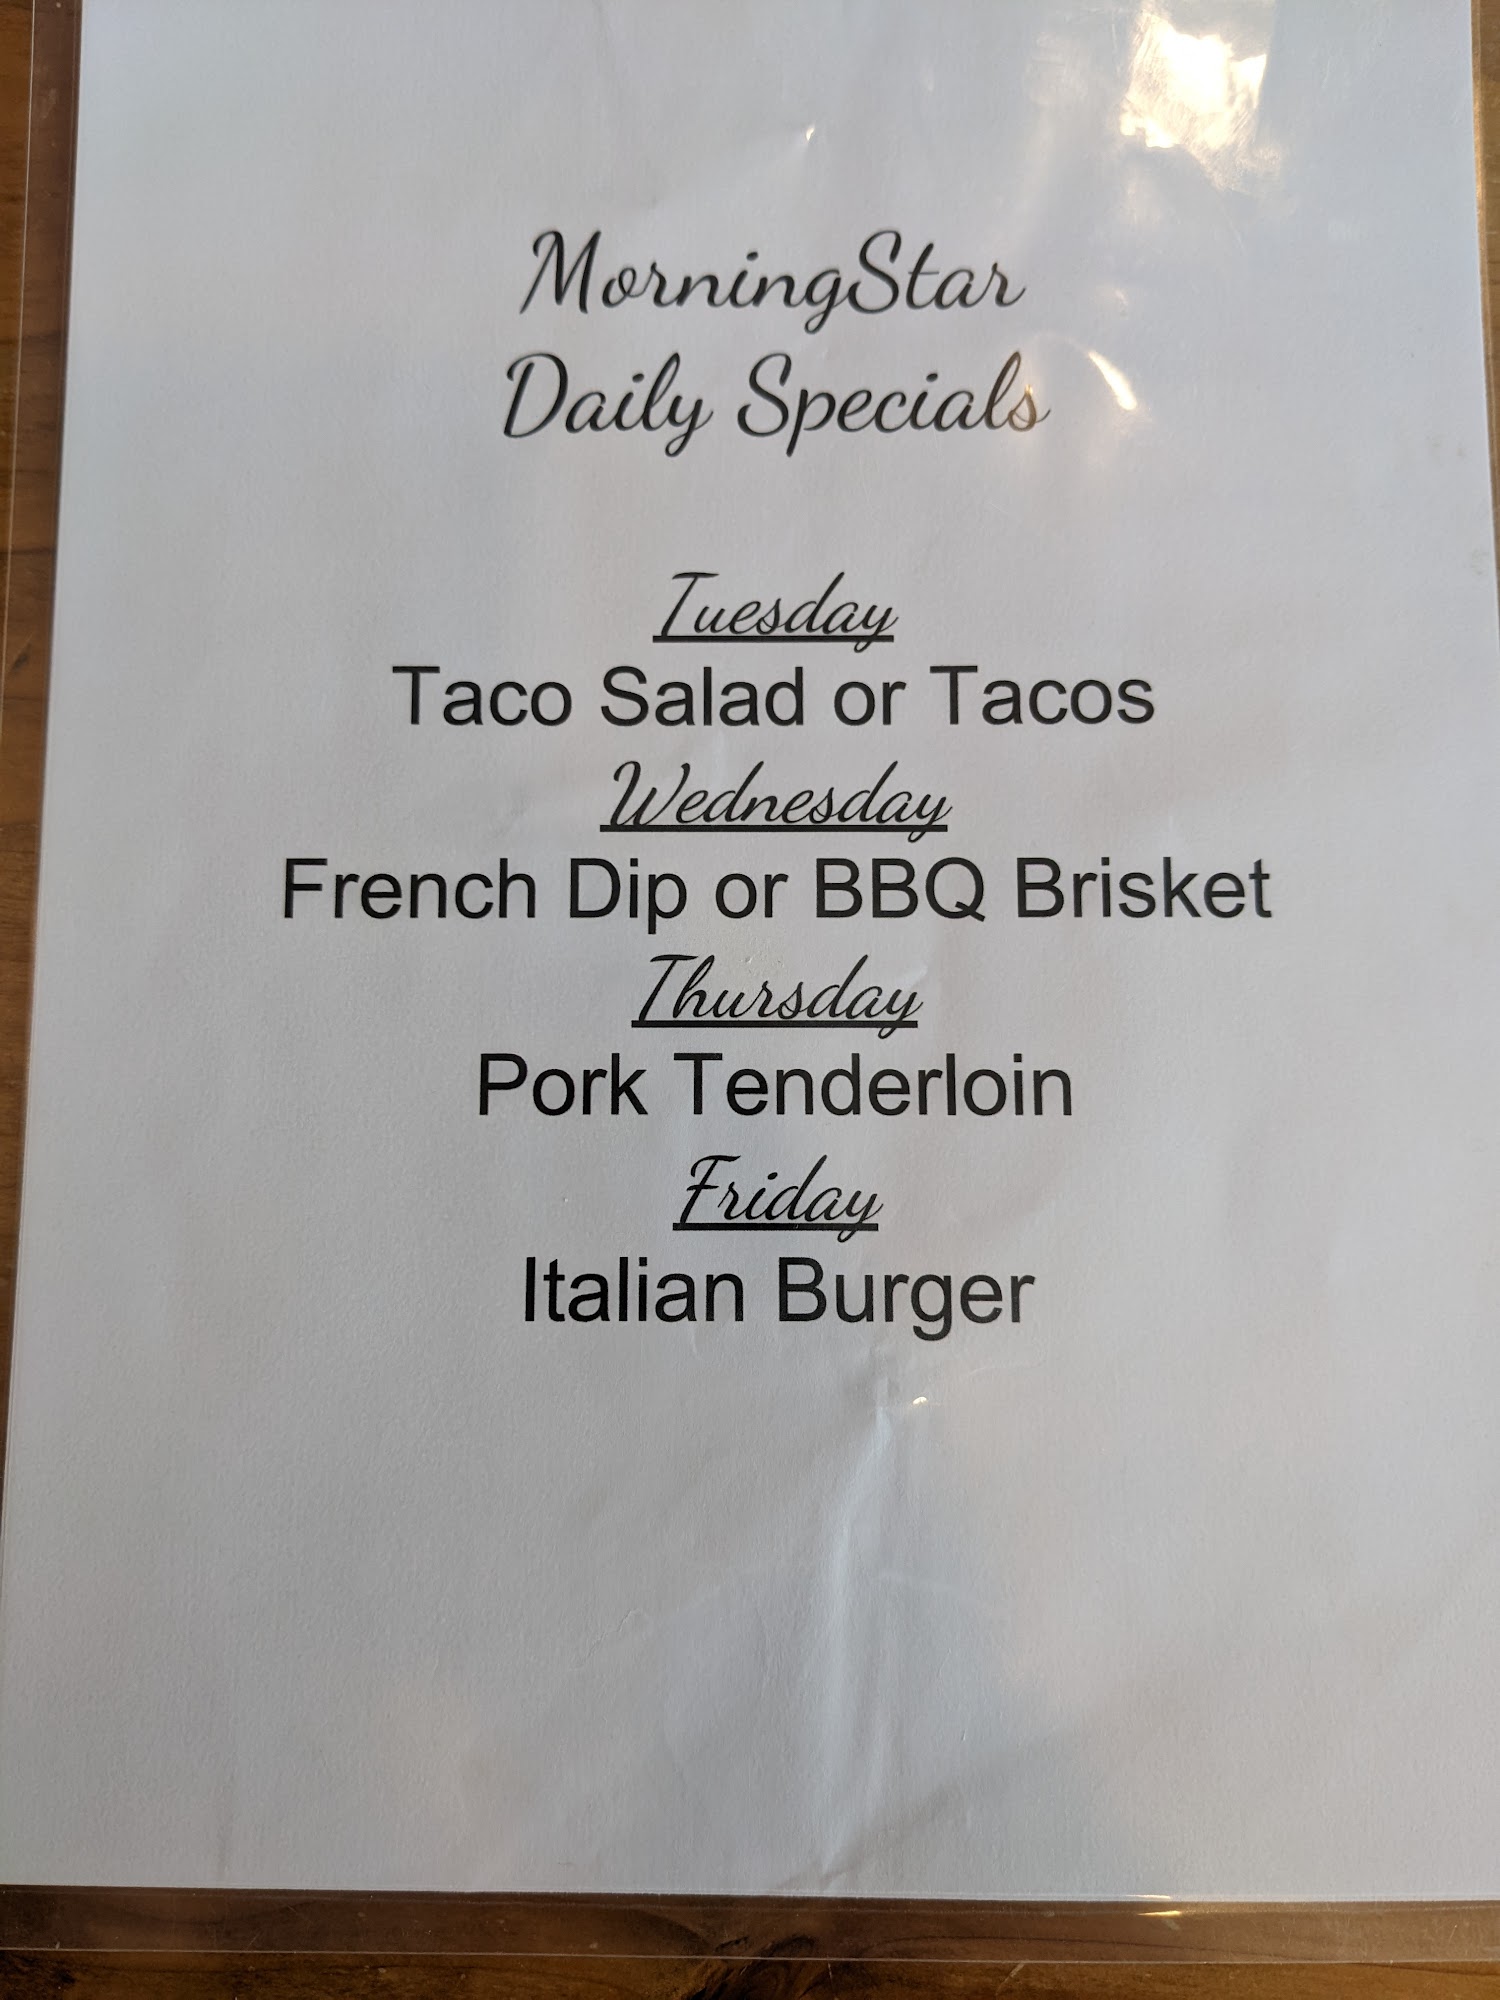 MorningStar
Daily Specials
Tuesday
Taco Salad or Tacos
Wednesday
French Dip or BBQ Brisket
Thursday
Pork Tenderloin
Friday
Italian Burger